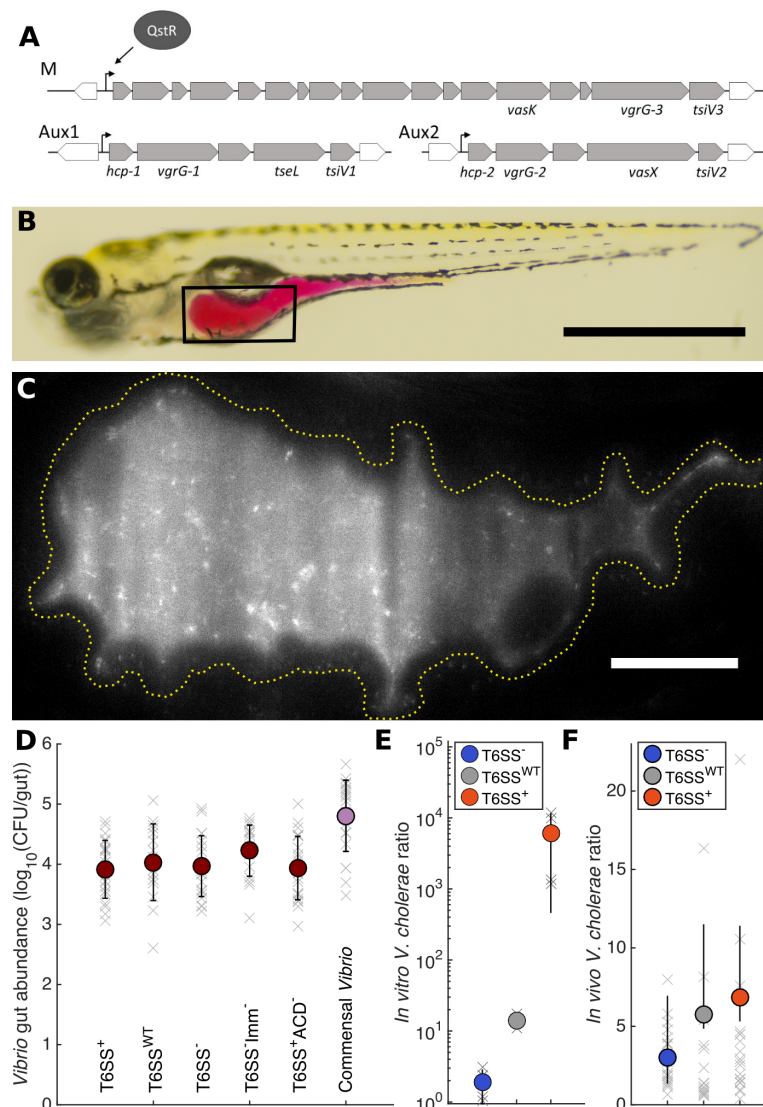 A
QstR
M
vasK
vgrG-3
tsiV3
Aux1
Aux2
hcp-1
vgrG-1
tseL
tsiV1
hcp-2
vgrG-2
vasX
tsiV2
B
C
D
Vibrio gut abundance (log10(CFU/gut))
6
5
4
3
2
1
0
T6SS+
T6SSWT
T6SS-
T6SS-Imm-
T6SS+ACD-
Commensal Vibrio
E
In vitro V. cholerae ratio
10^5
10^4
10^3
10^2
10^1
10^0
T6SS-
T6SSWT
T6SS+
F
In vivo V. cholerae ratio
20
15
10
5
0
T6SS-
T6SSWT
T6SS+